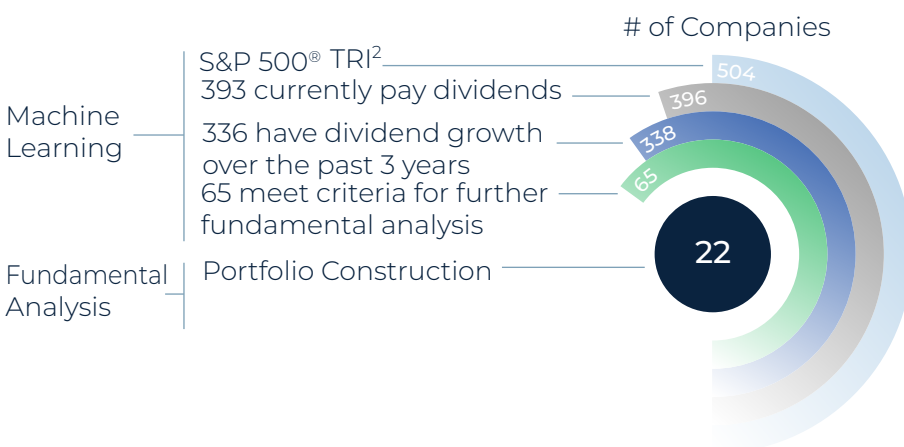 # of Companies
S&P 500® TRI²
504
393 currently pay dividends
396
Machine
Learning
336 have dividend growth
over the past 3 years
338
65 meet criteria for further
fundamental analysis
65
Fundamental
Analysis
Portfolio Construction
22